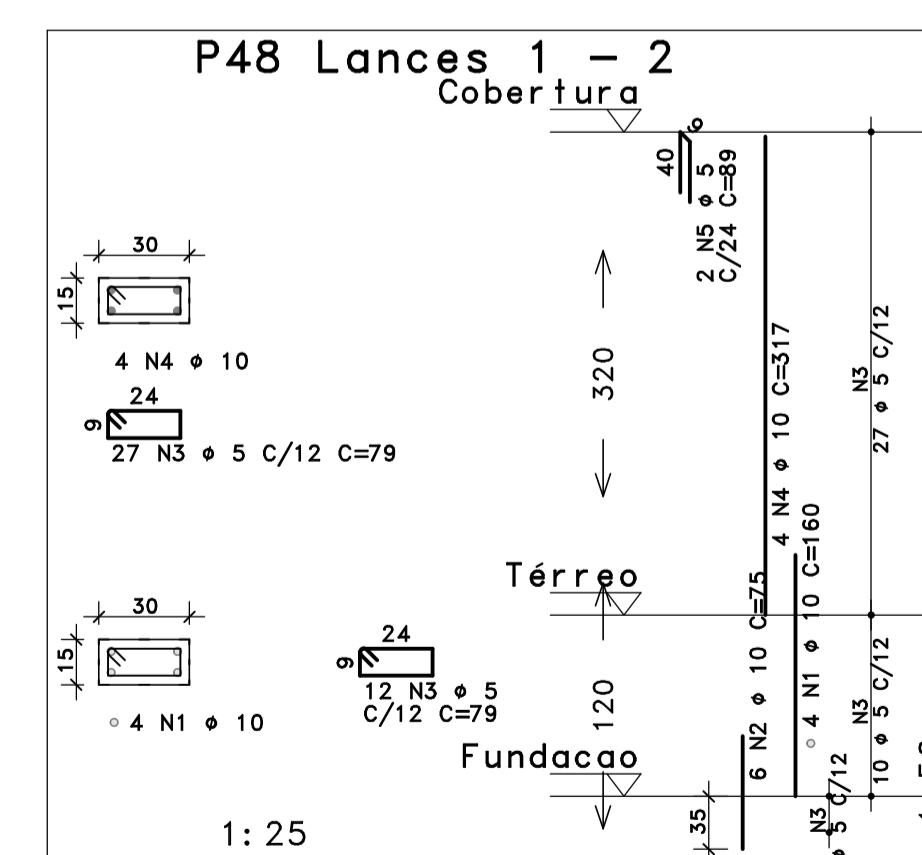 P48 Lances 1 - 2
Cobertura
6
40
2 N5 ø 5
C/24 C=89
30
15
4 N4 ø 10
24
9
27 N3 ø 5 C/12 C=79
320
4 N4 ø 10 C=317
N3
27 ø 5 C/12
Térreo
30
15
4 N1 ø 10
24
9
12 N3 ø 5
C/12 C=79
120
6 N2 ø 10 C=75
4 N1 ø 10 C=160
N3
10 ø 5 C/12
Fundacao
35
N3
ø 5 C/12
1:25